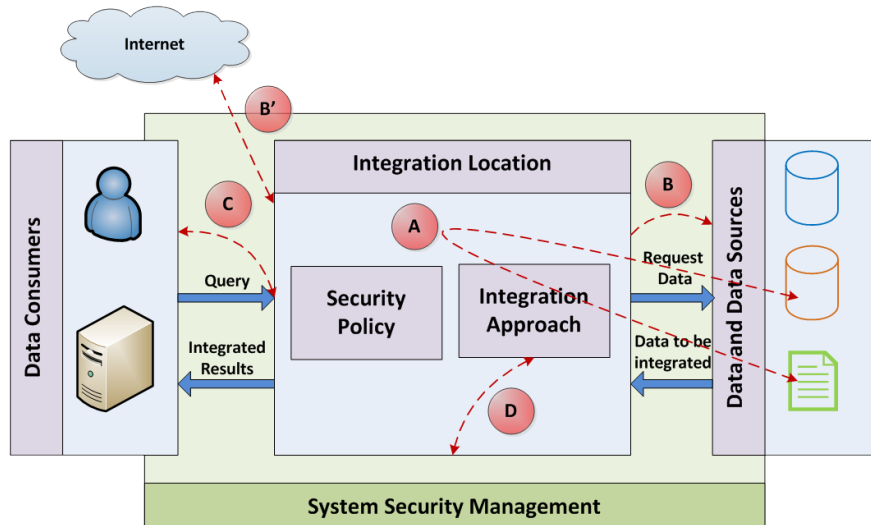 Internet
B’
Integration Location
C
B
A
Data Consumers
Query
Security
Policy
Integration
Approach
Request
Data
Data and Data Sources
Integrated
Results
Data to be
integrated
D
System Security Management